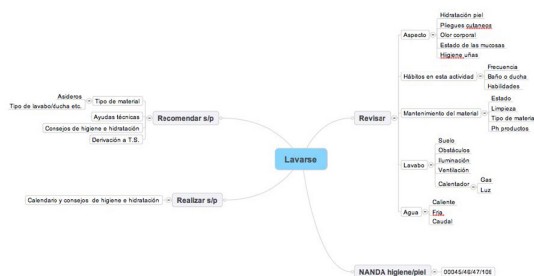 Lavarse
Revisar
Aspecto
Hidratación piel
Pliegues cutaneos
Olor corporal
Estado de las mucosas
Higiene uñas
Hábitos en esta actividad
Frecuencia
Baño o ducha
Habilidades
Mantenimiento del material
Estado
Limpieza
Tipo de material
Ph productos
Lavabo
Suelo
Obstáculos
Iluminación
Ventilación
Calentador
Gas
Luz
Agua
Caliente
Fria
Caudal
NANDA higiene/piel
00045/46/47/108
Recomendar s/p
Tipo de material
Asideros
Tipo de lavabo/ducha etc.
Ayudas técnicas
Consejos de higiene e hidratación
Derivación a T.S.
Realizar s/p
Calendario y consejos de higiene e hidratación